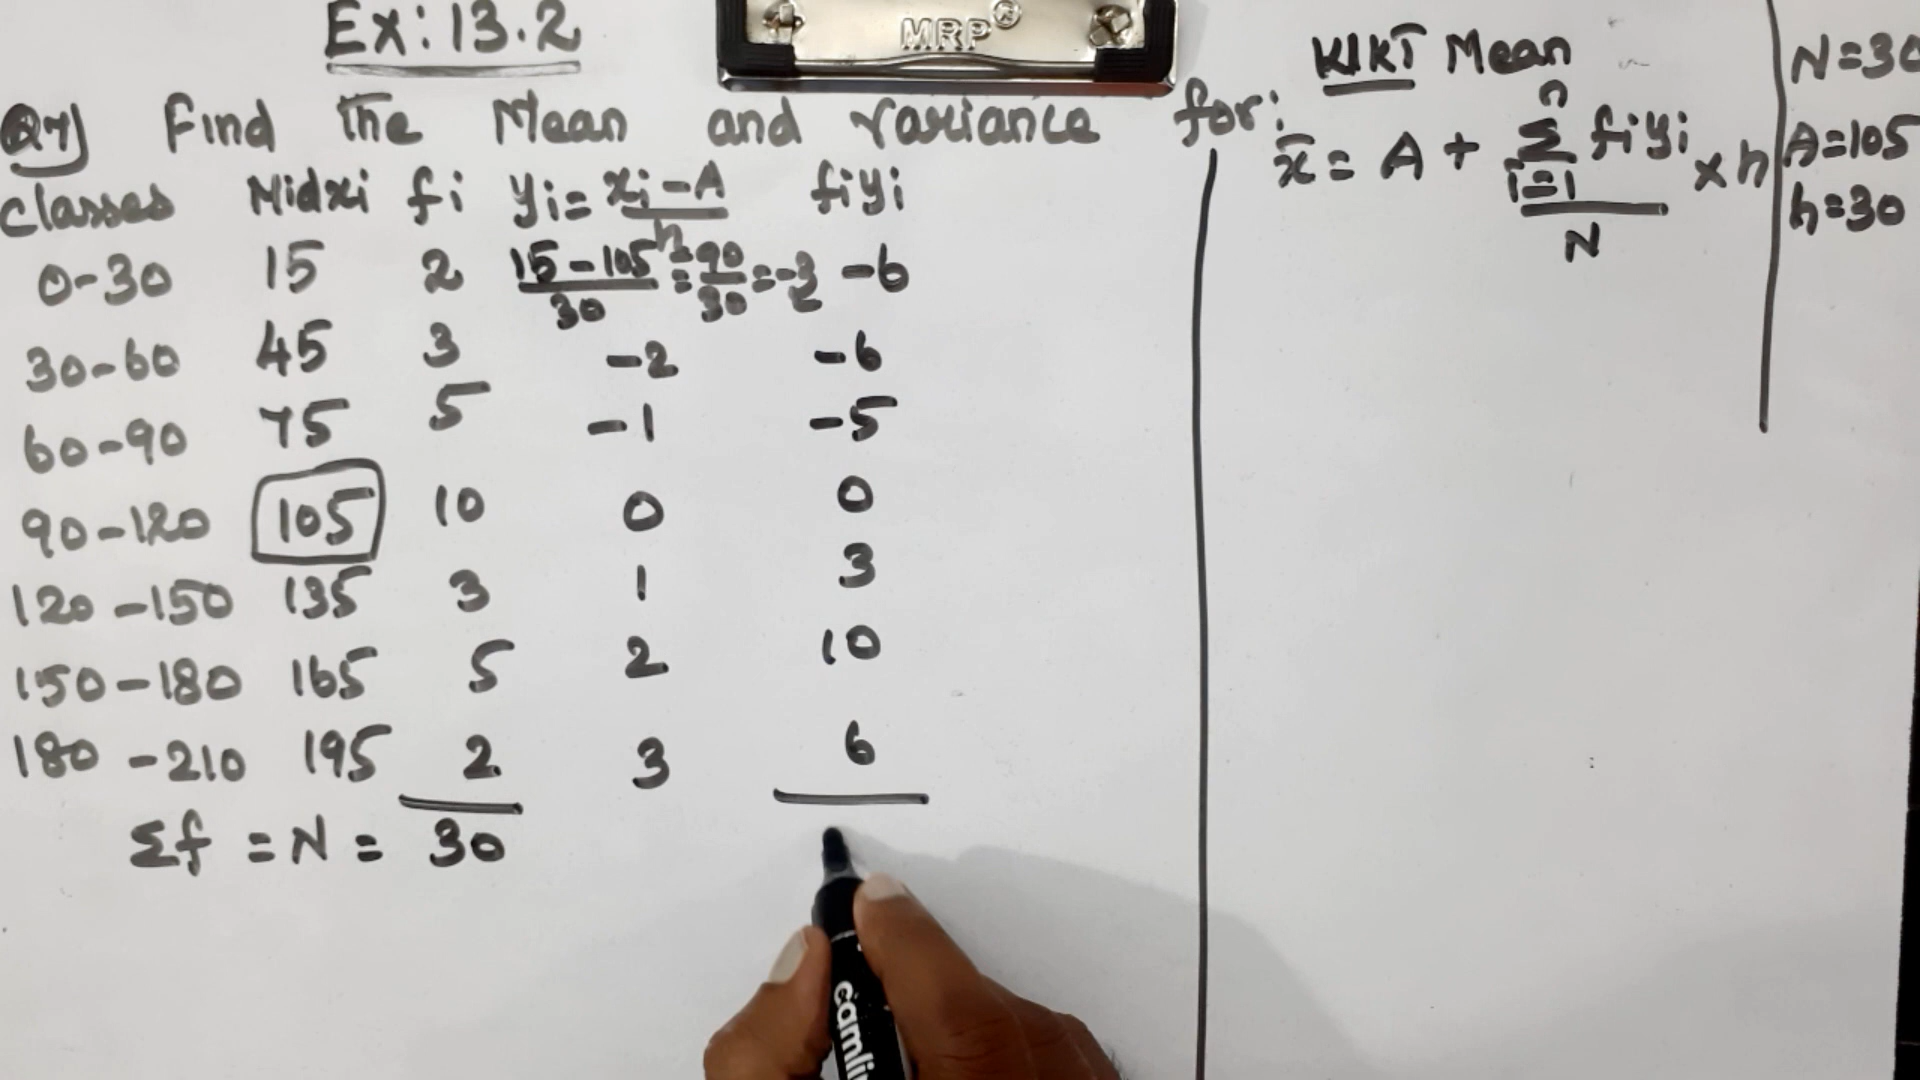 Ex: 13.2
MRP®
Q7) Find the Mean and Variance for:
Classes Midxi fi yi = xi - A / h fiyi
0-30 15 2 15-105/30 = -90/30 = -3 -6
30-60 45 3 -2 -6
60-90 75 5 -1 -5
90-120 105 10 0 0
120-150 135 3 1 3
150-180 165 5 2 10
180-210 195 2 3 6
Σf = N = 30
KIKT Mean
x̄ = A + n Σ i=1 fiyi / N × h
N=30
A=105
h=30
camlin